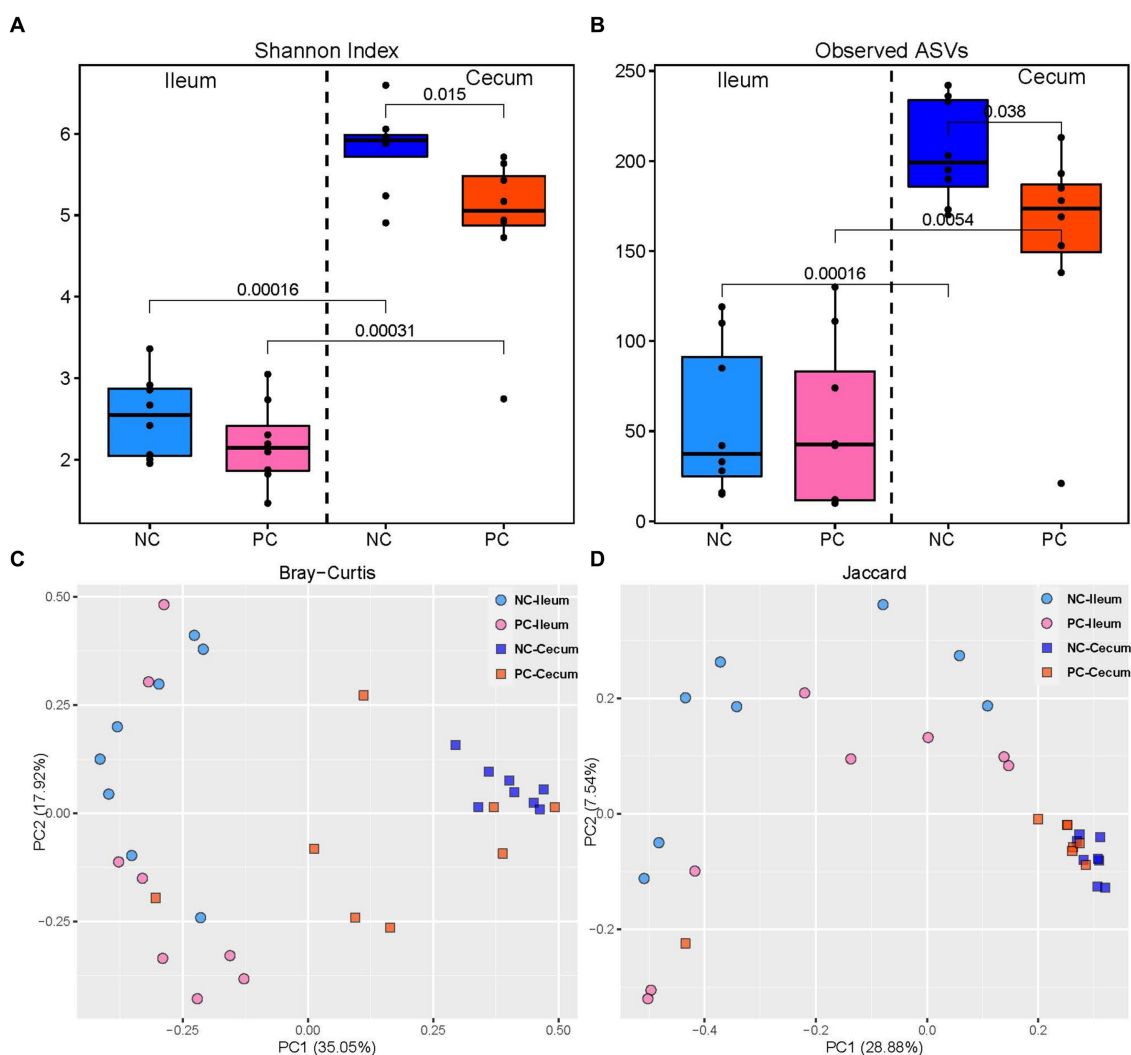 A
Shannon Index
Ileum
Cecum
0.015
0.00016
0.00031
6
5
4
3
2
NC
PC
NC
PC
B
Observed ASVs
Ileum
Cecum
0.038
0.0054
0.00016
250
200
150
100
50
0
NC
PC
NC
PC
C
Bray−Curtis
NC-Ileum
PC-Ileum
NC-Cecum
PC-Cecum
0.50
0.25
0.00
−0.25
PC2 (17.92%)
−0.25
0.00
0.25
0.50
PC1 (35.05%)
D
Jaccard
NC-Ileum
PC-Ileum
NC-Cecum
PC-Cecum
0.2
0.0
−0.2
PC2 (7.54%)
−0.4
−0.2
0.0
0.2
PC1 (28.88%)